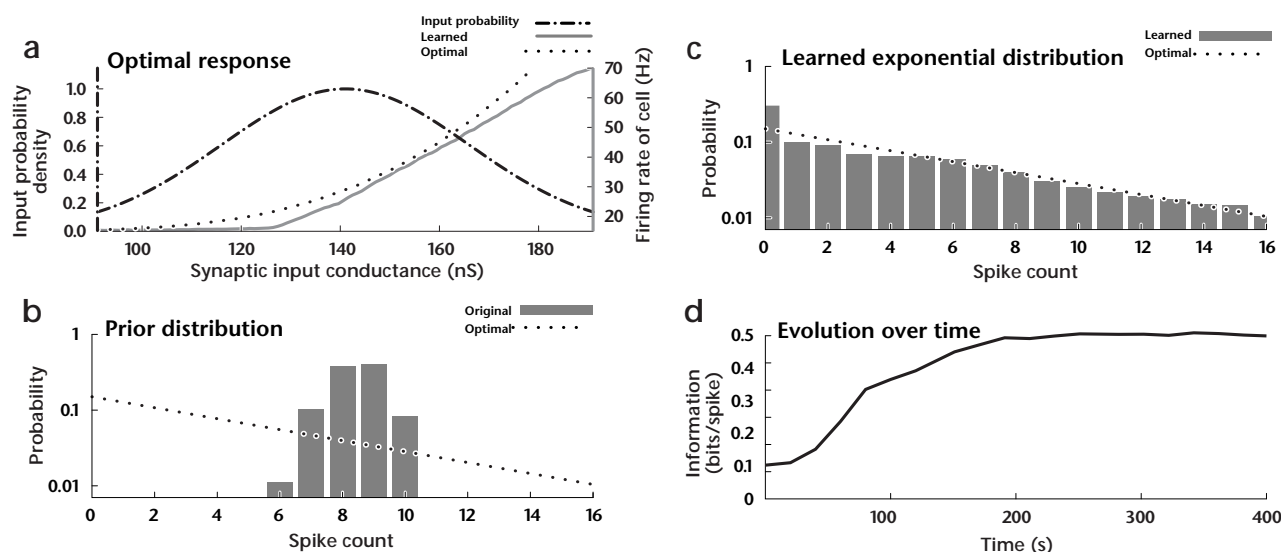 a
Optimal response
Input probability
Learned
Optimal
Input probability density
1.0
0.8
0.6
0.4
0.2
0.0
70
60
50
40
30
20
Firing rate of cell (Hz)
100
120
140
160
180
Synaptic input conductance (nS)
b
Prior distribution
Original
Optimal
Probability
1
0.1
0.01
0
2
4
6
8
10
12
14
16
Spike count
c
Learned exponential distribution
Learned
Optimal
Probability
1
0.1
0.01
0
2
4
6
8
10
12
14
16
Spike count
d
Evolution over time
Information
(bits/spike)
0.5
0.4
0.2
0.1
0
100
200
300
400
Time (s)